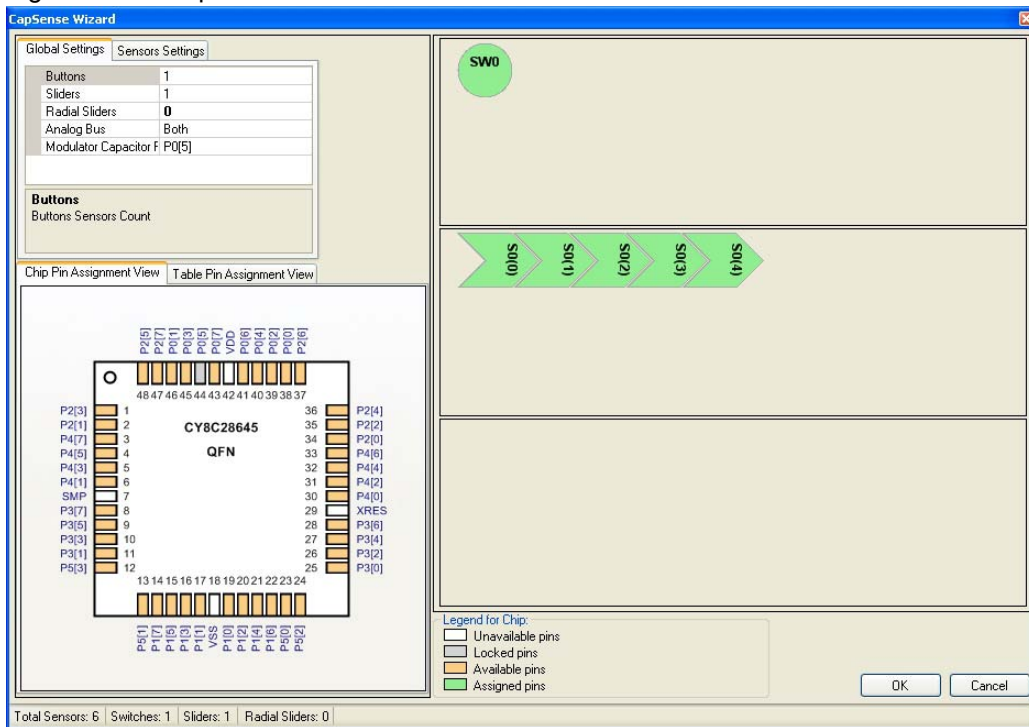 CapSense Wizard
Global Settings Sensors Settings
Buttons 1
Sliders 1
Radial Sliders 0
Analog Bus Both
Modulator Capacitor P P0[5]
Buttons
Buttons Sensors Count
Chip Pin Assignment View Table Pin Assignment View
P2[5] P2[7] P0[1] P0[3] P0[5] P0[7] VDD P0[6] P0[4] P0[2] P0[0] P2[6]
48 47 46 45 44 43 42 41 40 39 38 37
P2[3] 1 36 P2[4]
P2[1] 2 35 P2[2]
P4[7] 3 34 P2[0]
P4[5] 4 33 P4[6]
P4[3] 5 32 P4[4]
P4[1] 6 31 P4[2]
SMP 7 30 P4[0]
P3[7] 8 29 XRES
P3[5] 9 28 P3[6]
P3[3] 10 27 P3[4]
P3[1] 11 26 P3[2]
P5[3] 12 25 P3[0]
CY8C28645
QFN
13 14 15 16 17 18 19 20 21 22 23 24
P5[1] P1[7] P1[5] P1[3] P1[1] VSS P1[0] P1[2] P1[4] P1[6] P5[0] P5[2]
SW0
S0(0) S0(1) S0(2) S0(3) S0(4)
Legend for Chip:
Unavailable pins
Locked pins
Available pins
Assigned pins
OK Cancel
Total Sensors: 6 Switches: 1 Sliders: 1 Radial Sliders: 0